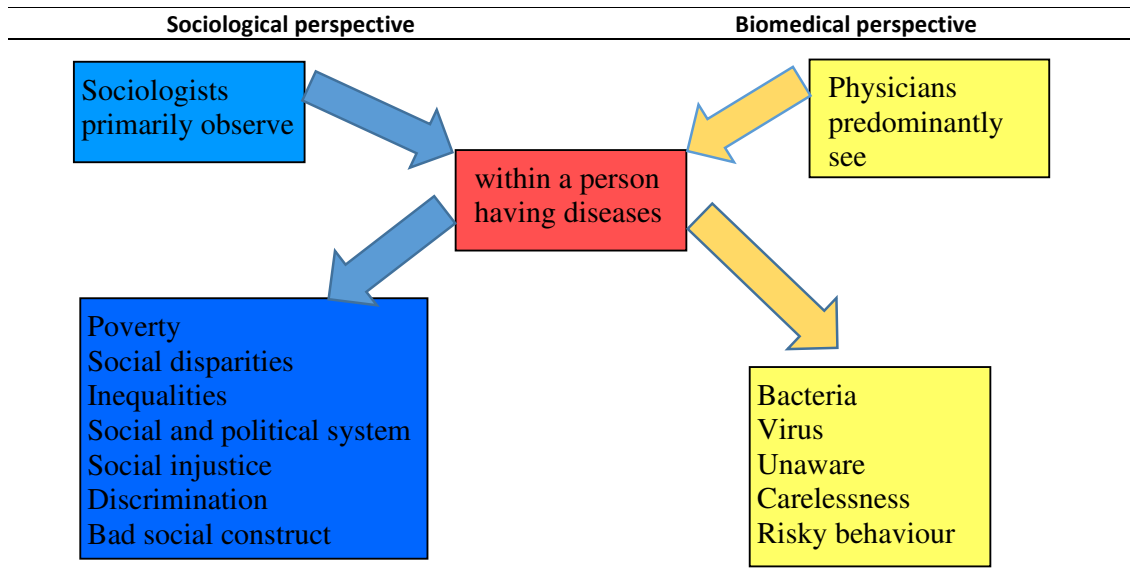 Sociological perspective
Biomedical perspective
Sociologists
primarily observe
Physicians
predominantly
see
within a person
having diseases
Poverty
Social disparities
Inequalities
Social and political system
Social injustice
Discrimination
Bad social construct
Bacteria
Virus
Unaware
Carelessness
Risky behaviour